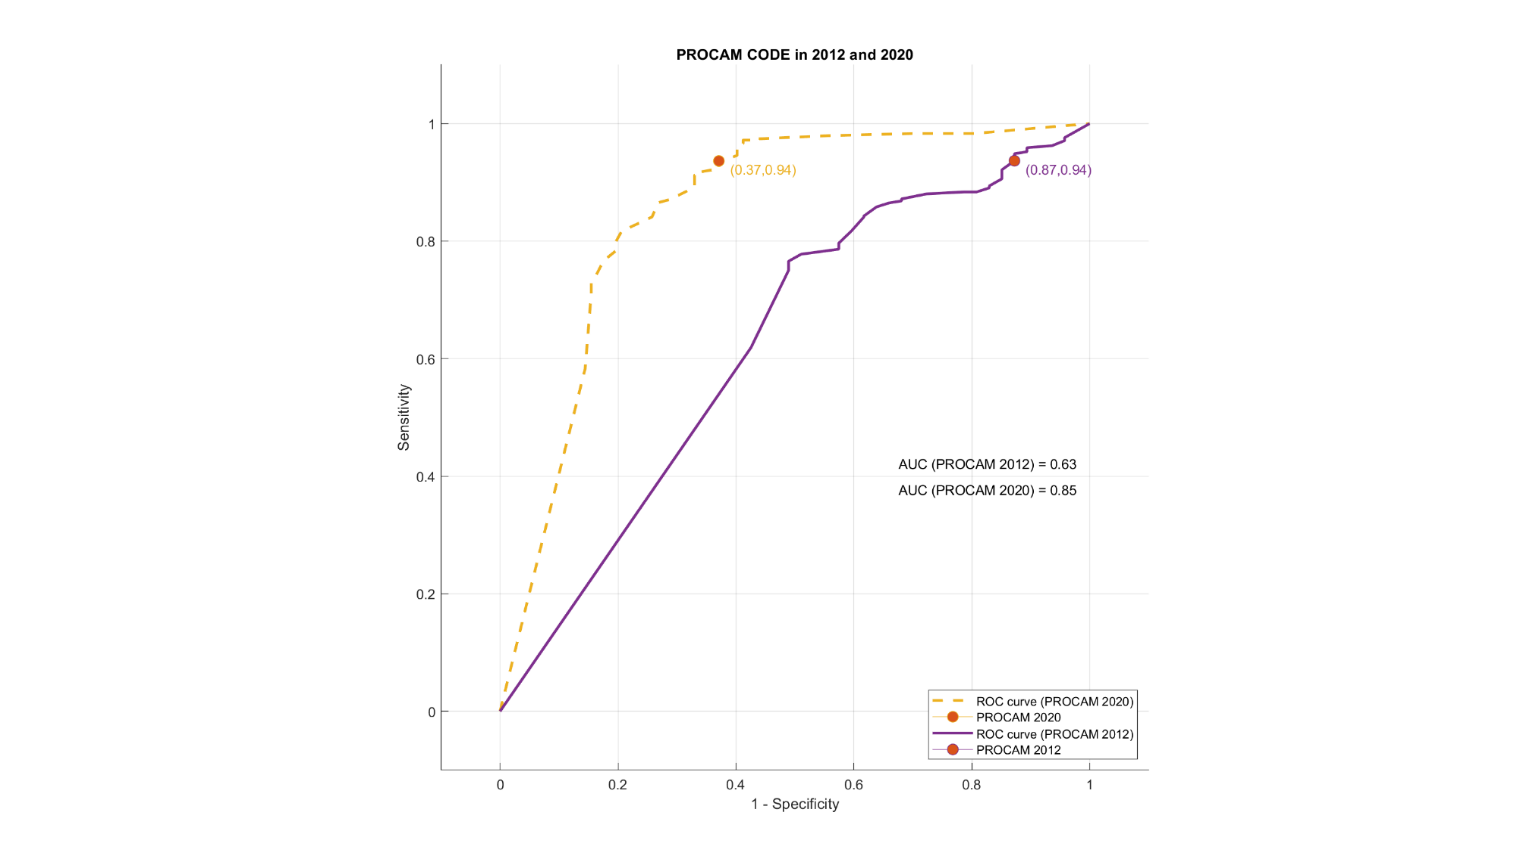 PROCAM CODE in 2012 and 2020
1
0.8
0.6
0.4
0.2
0
Sensitivity
(0.37,0.94)
(0.87,0.94)
AUC (PROCAM 2012) = 0.63
AUC (PROCAM 2020) = 0.85
ROC curve (PROCAM 2020)
PROCAM 2020
ROC curve (PROCAM 2012)
PROCAM 2012
0 0.2 0.4 0.6 0.8 1
1 - Specificity